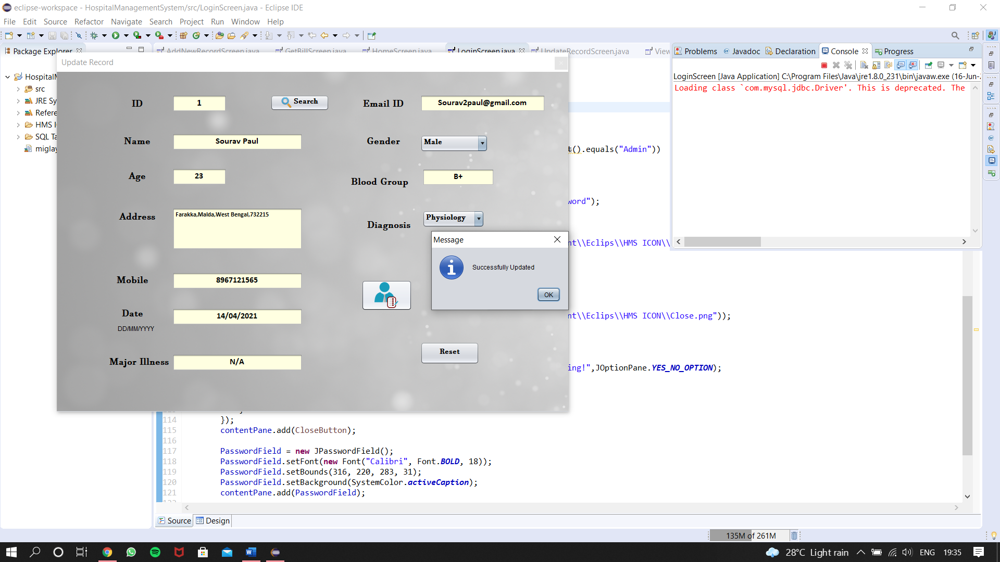 eclipse-workspace - HospitalManagementSystem/src/LoginScreen.java - Eclipse IDE
File Edit Source Refactor Navigate Search Project Run Window Help
Package Explorer
AddNewRecordScreen.java GetBillScreen.java HomeScreen.java LoginScreen.java UpdateRecordScreen.java View
Problems @ Javadoc Declaration Console Progress
LoginScreen [Java Application] C:\Program Files\Java\jre1.8.0_231\bin\javaw.exe (16-Jun-
Loading class `com.mysql.jdbc.Driver'. This is deprecated. The
src
JRE Sy
Refere
HMS I
SQL Ta
miglay
Update Record
ID 1 Search
Email ID Sourav2paul@gmail.com
Name Sourav Paul
Gender Male
Age 23
Blood Group B+
Address Farakka,Malda,West Bengal,732215
Diagnosis Physiology
Message
Successfully Updated
OK
Mobile 8967121565
Date 14/04/2021
DD/MM/YYYY
Reset
Major Illness N/A
t().equals("Admin"))
word");
nt\\Eclips\\HMS ICON\\
nt\\Eclips\\HMS ICON\\Close.png"));
ing!",JOptionPane.YES_NO_OPTION);
114 });
115 contentPane.add(CloseButton);
116
117 PasswordField = new JPasswordField();
118 PasswordField.setFont(new Font("Calibri", Font.BOLD, 18));
119 PasswordField.setBounds(316, 220, 283, 31);
120 PasswordField.setBackground(SystemColor.activeCaption);
121 contentPane.add(PasswordField);
Source Design
135M of 261M
28°C Light rain ENG 19:35